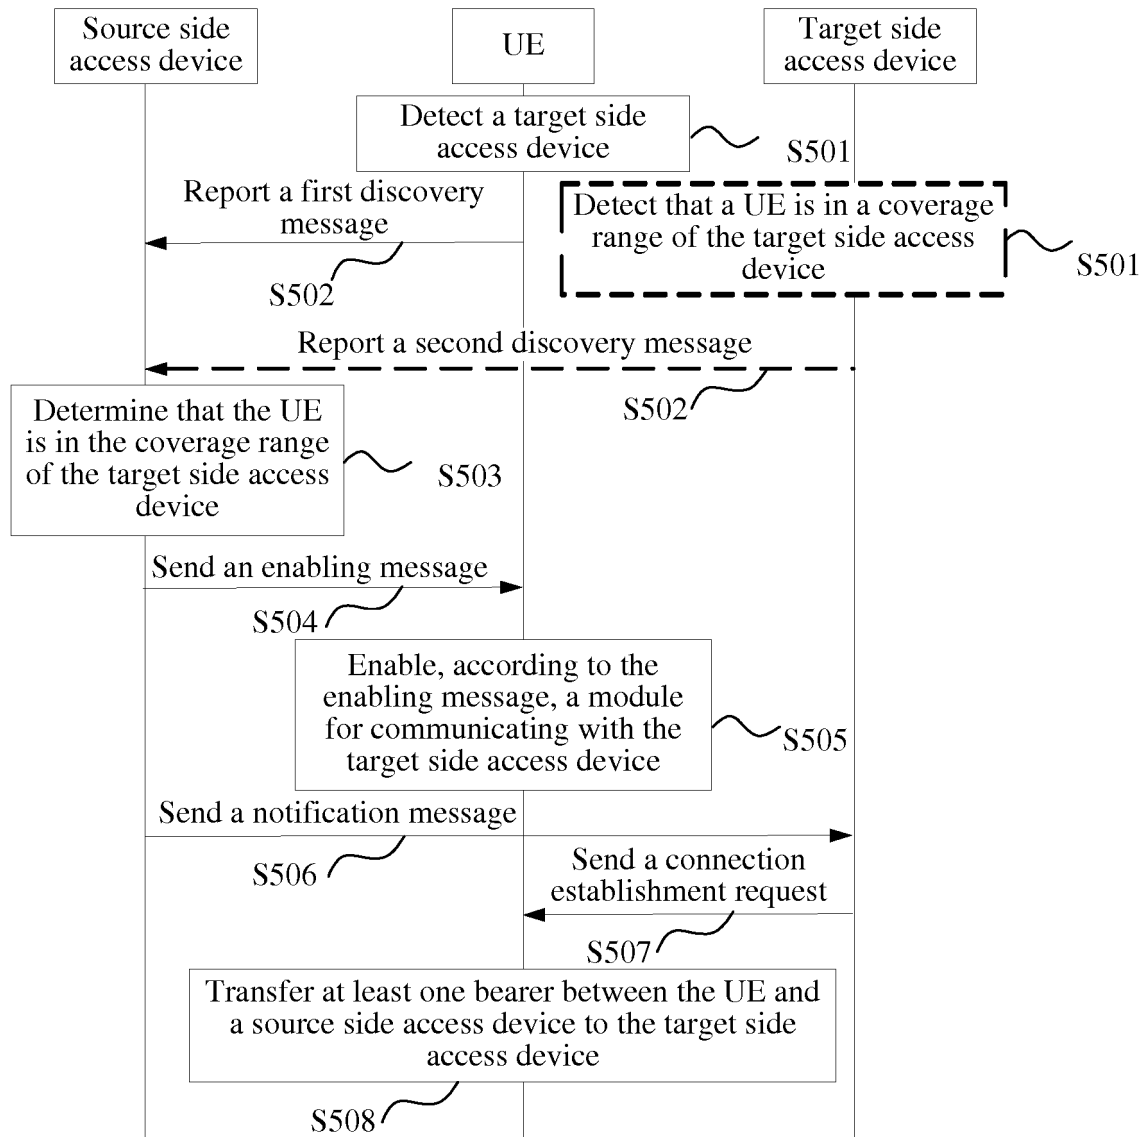 Source side
access device
UE
Target side
access device
Detect a target side
access device
S501
Report a first discovery
message
S502
Detect that a UE is in a coverage
range of the target side access
device
S501
Report a second discovery message
S502
Determine that the UE
is in the coverage range
of the target side access
device
S503
Send an enabling message
S504
Enable, according to the
enabling message, a module
for communicating with the
target side access device
S505
Send a notification message
S506
Send a connection
establishment request
S507
Transfer at least one bearer between the UE and
a source side access device to the target side
access device
S508